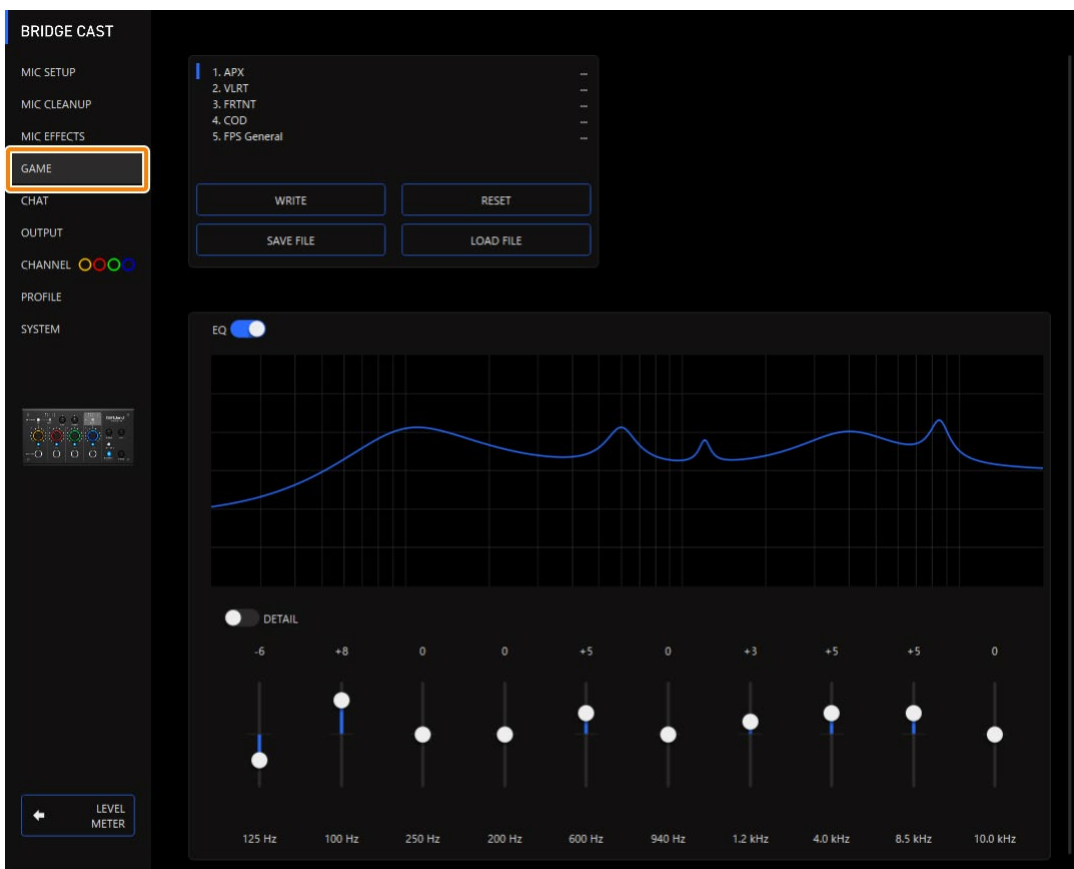 BRIDGE CAST
MIC SETUP
MIC CLEANUP
MIC EFFECTS
GAME
CHAT
OUTPUT
CHANNEL
PROFILE
SYSTEM
LEVEL
METER
1. APX --
2. VLRT --
3. FRTNT --
4. COD --
5. FPS General --
WRITE RESET
SAVE FILE LOAD FILE
EQ
DETAIL
-6 +8 0 0 +5 0 +3 +5 +5 0
125 Hz 100 Hz 250 Hz 200 Hz 600 Hz 940 Hz 1.2 kHz 4.0 kHz 8.5 kHz 10.0 kHz